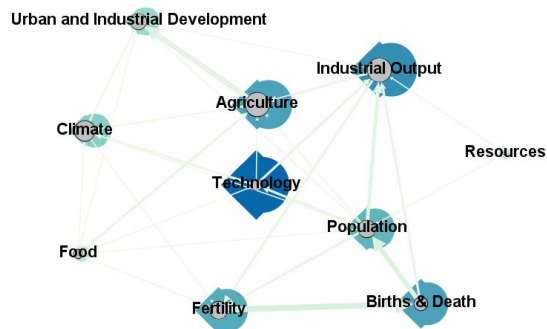 Urban and Industrial Development
Industrial Output
Agriculture
Climate
Resources
Technology
Population
Food
Births & Death
Fertility